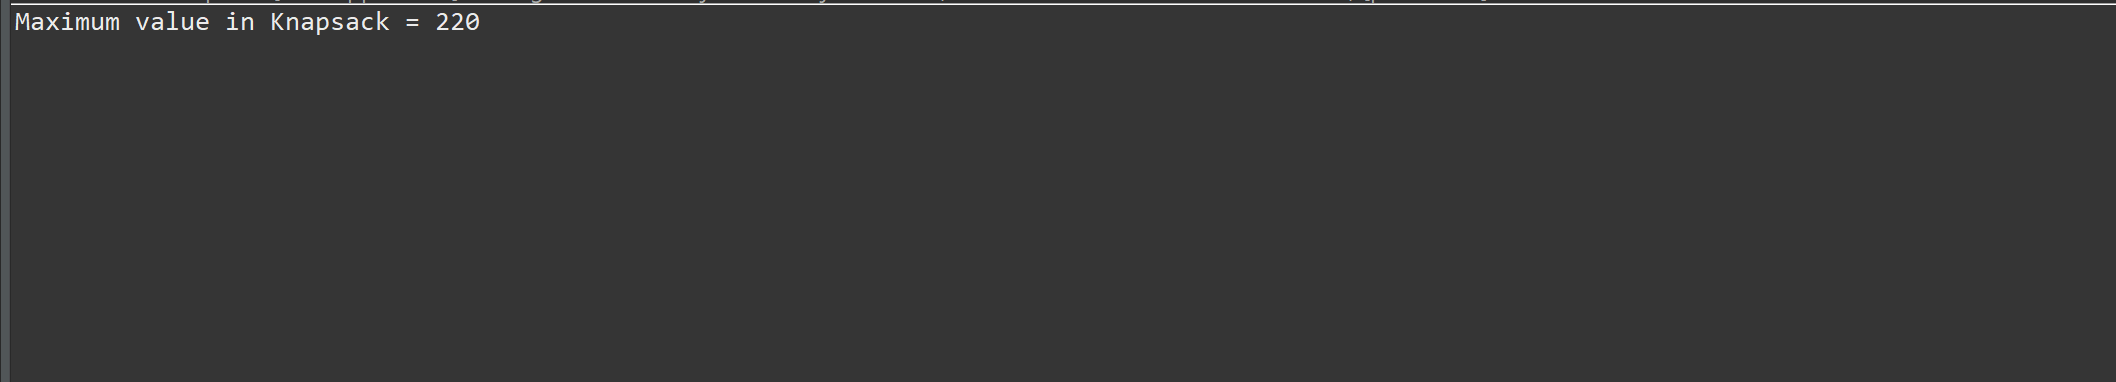 Maximum value in Knapsack = 220